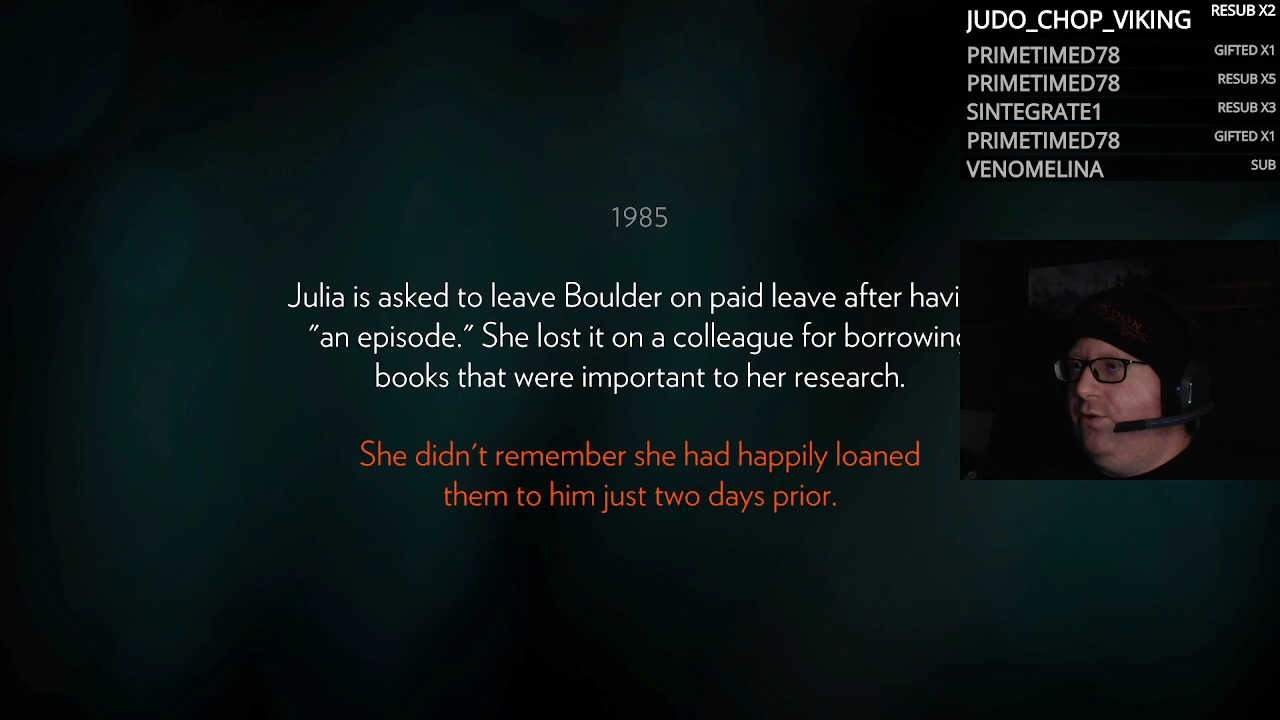 JUDO_CHOP_VIKING RESUB X2
PRIMETIMED78 GIFTED X1
PRIMETIMED78 RESUB X5
SINTEGRATE1 RESUB X3
PRIMETIMED78 GIFTED X1
VENOMELINA SUB
1985
Julia is asked to leave Boulder on paid leave after havi
"an episode." She lost it on a colleague for borrowing
books that were important to her research.
She didn't remember she had happily loaned
them to him just two days prior.